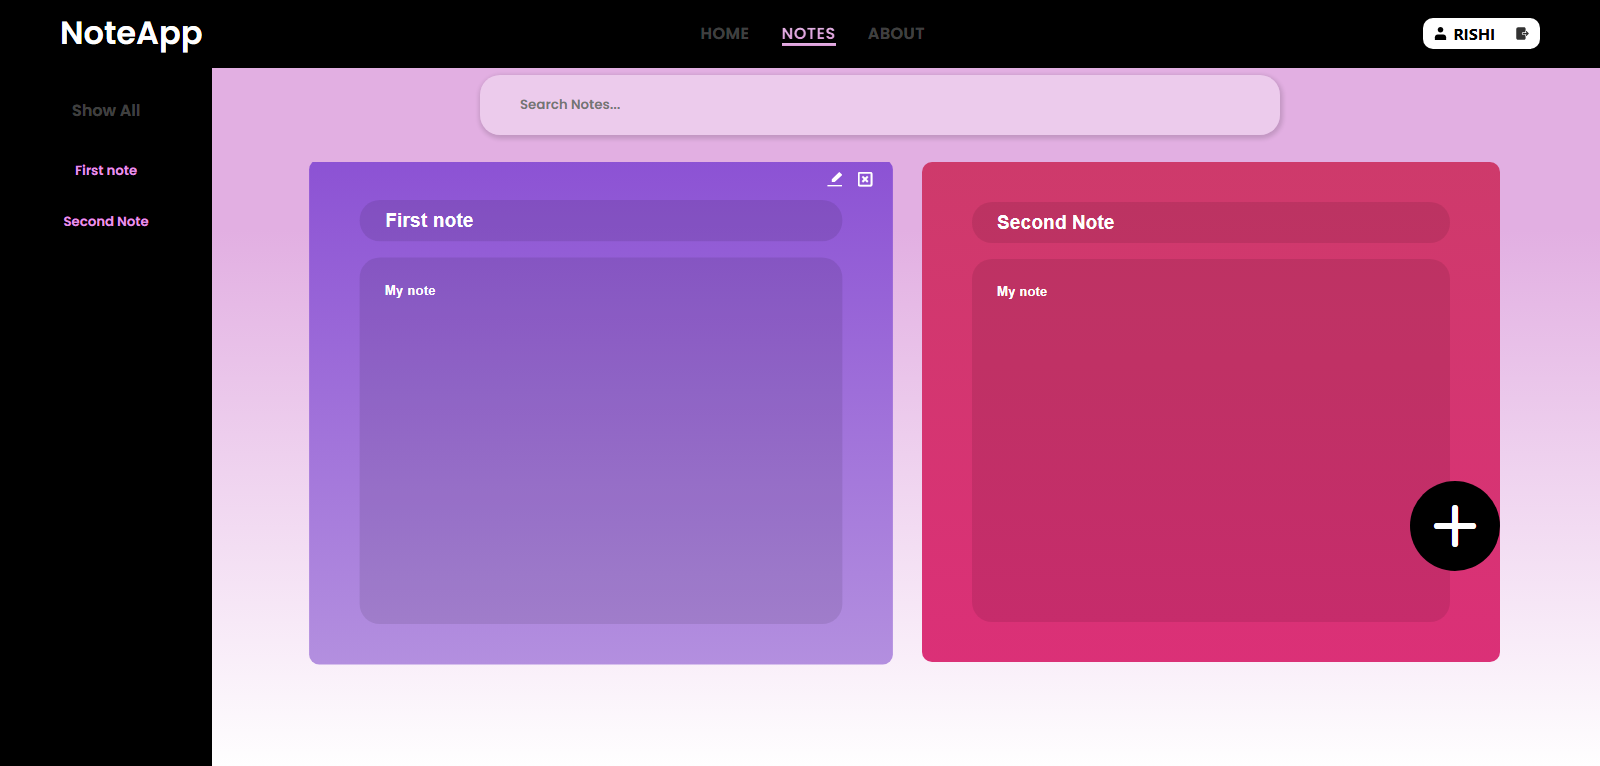 NoteApp
HOME NOTES ABOUT
RISHI
Show All
First note
Second Note
Search Notes...
First note
My note
Second Note
My note